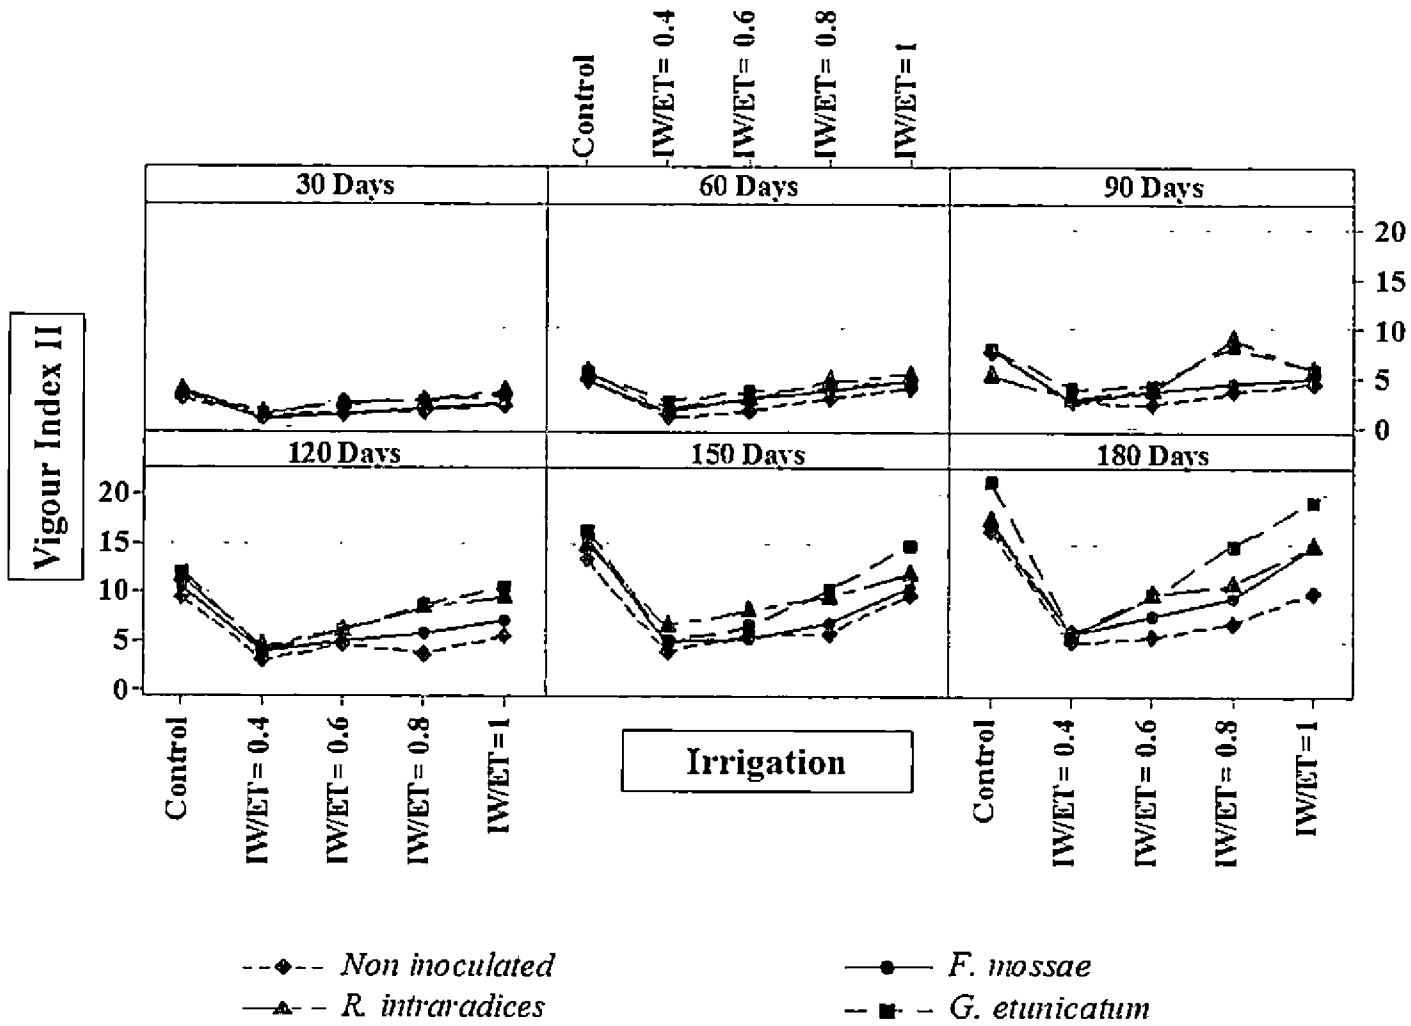 Control
IW/ET= 0.4
IW/ET= 0.6
IW/ET= 0.8
IW/ET=1
30 Days
60 Days
90 Days
20
15
10
5
0
Vigour Index II
120 Days
150 Days
180 Days
20
15
10
5
0
Control
IW/ET= 0.4
IW/ET= 0.6
IW/ET= 0.8
IW/ET=1
Irrigation
Control
IW/ET= 0.4
IW/ET= 0.6
IW/ET= 0.8
IW/ET=1
Non inoculated
F. mossae
R. intraradices
G. etunicatum